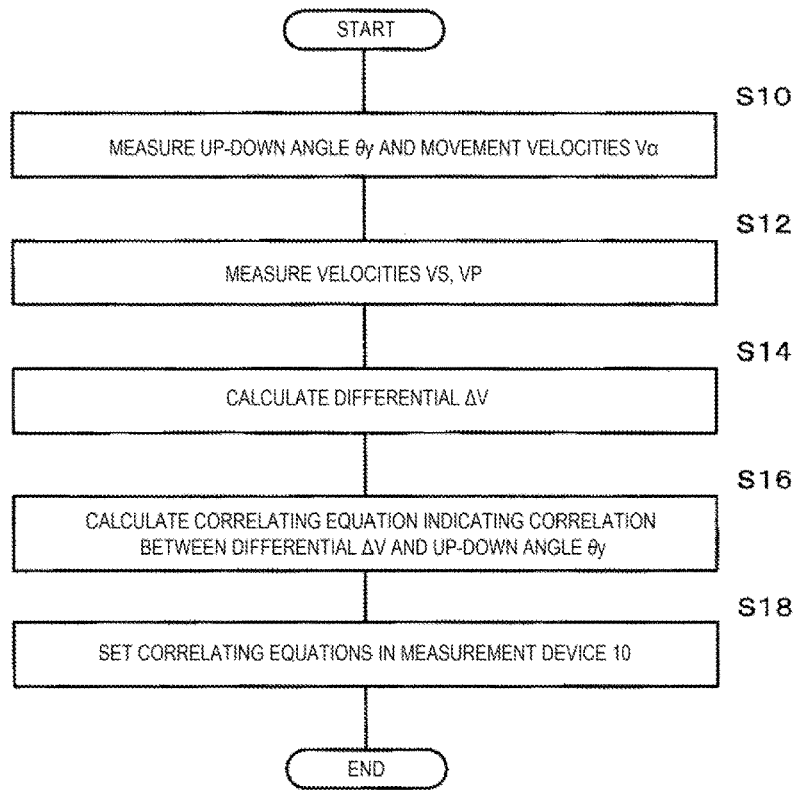 START
S10
MEASURE UP-DOWN ANGLE θy AND MOVEMENT VELOCITIES Vα
S12
MEASURE VELOCITIES VS, VP
S14
CALCULATE DIFFERENTIAL ΔV
S16
CALCULATE CORRELATING EQUATION INDICATING CORRELATION
BETWEEN DIFFERENTIAL ΔV AND UP-DOWN ANGLE θy
S18
SET CORRELATING EQUATIONS IN MEASUREMENT DEVICE 10
END